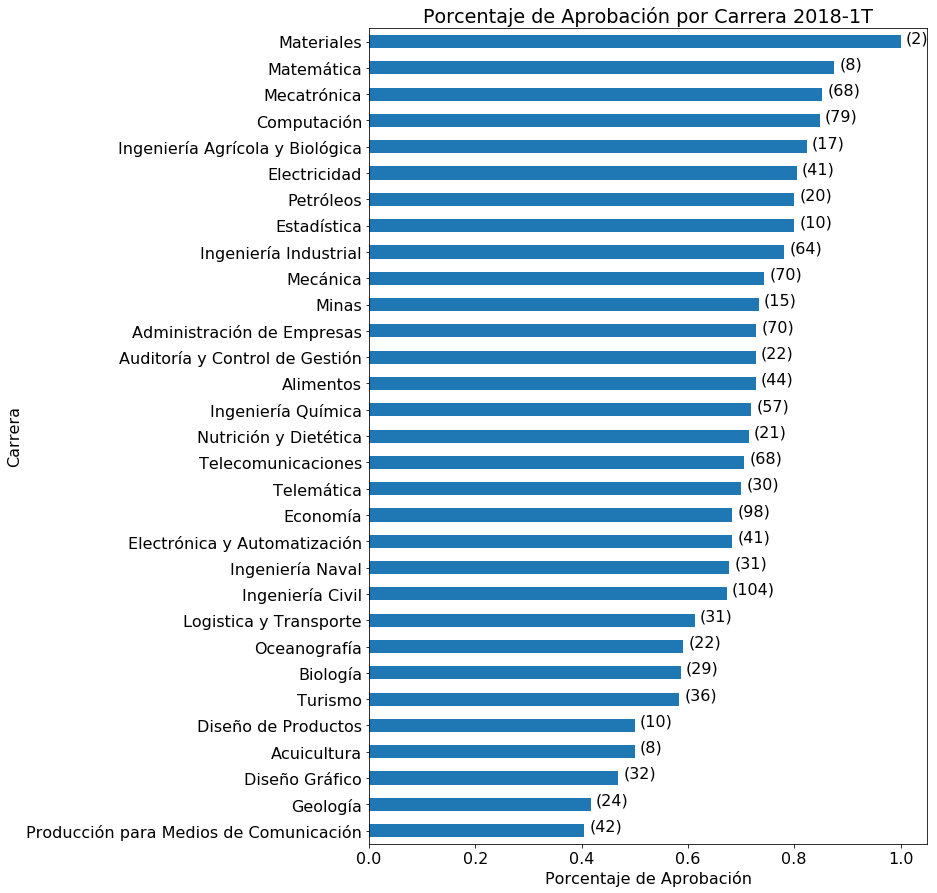 Porcentaje de Aprobación por Carrera 2018-1T
Materiales (2)
Matemática (8)
Mecatrónica (68)
Computación (79)
Ingeniería Agrícola y Biológica (17)
Electricidad (41)
Petróleos (20)
Estadística (10)
Ingeniería Industrial (64)
Mecánica (70)
Minas (15)
Administración de Empresas (70)
Auditoría y Control de Gestión (22)
Alimentos (44)
Ingeniería Química (57)
Nutrición y Dietética (21)
Telecomunicaciones (68)
Telemática (30)
Economía (98)
Electrónica y Automatización (41)
Ingeniería Naval (31)
Ingeniería Civil (104)
Logistica y Transporte (31)
Oceanografía (22)
Biología (29)
Turismo (36)
Diseño de Productos (10)
Acuicultura (8)
Diseño Gráfico (32)
Geología (24)
Producción para Medios de Comunicación (42)
Carrera
0.0 0.2 0.4 0.6 0.8 1.0
Porcentaje de Aprobación